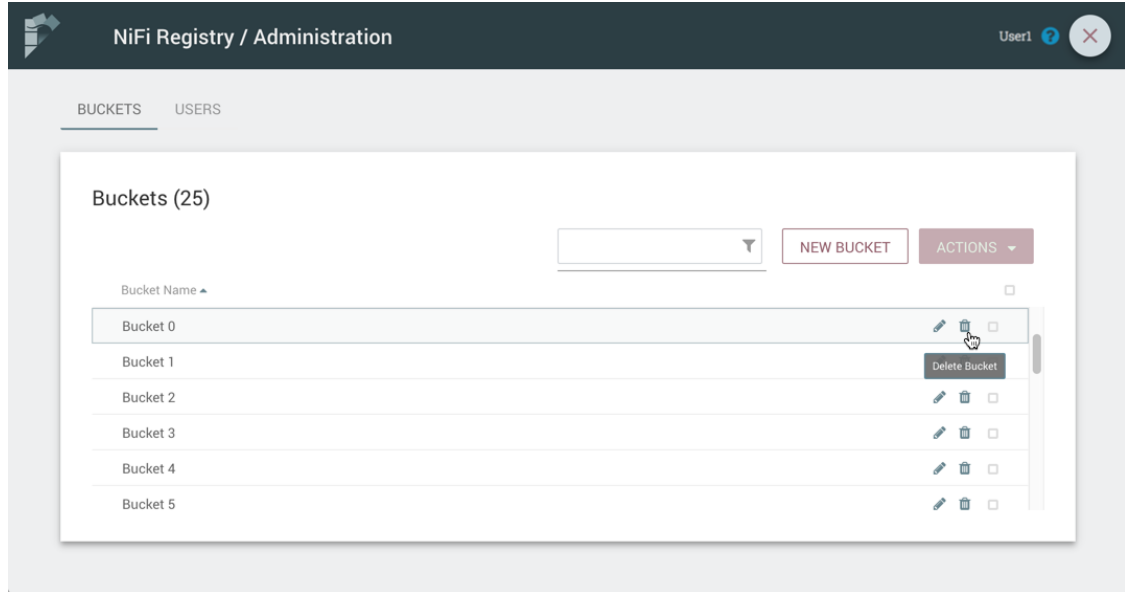 NiFi Registry / Administration
User1
BUCKETS USERS
Buckets (25)
NEW BUCKET ACTIONS
Bucket Name
Bucket 0
Bucket 1
Delete Bucket
Bucket 2
Bucket 3
Bucket 4
Bucket 5